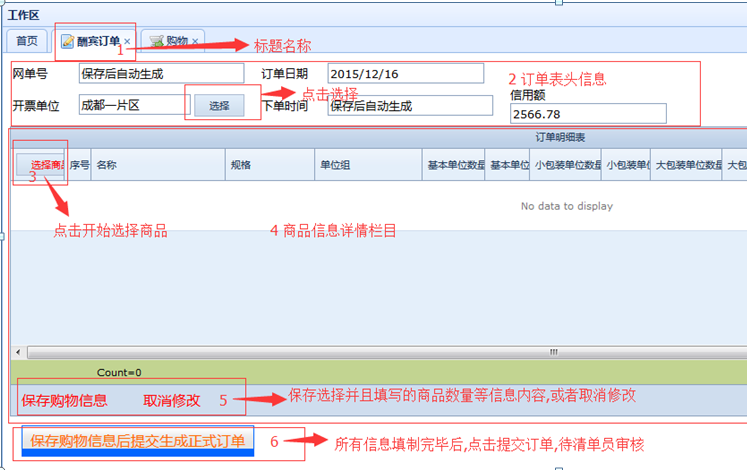 工作区
首页 酬宾订单 × 购物 ×
1 标题名称
网单号 保存后自动生成 订单日期 2015/12/16 2 订单表头信息
信用额
开票单位 成都一片区 选择 点击选择 下单时间 保存后自动生成 2566.78
订单明细表
选择商品 序号 名称 规格 单位组 基本单位数量 基本单位 小包装单位数量 小包装单位 大包装单位数量 大包
3 No data to display
点击开始选择商品 4 商品信息详情栏目
Count=0
保存购物信息 取消修改 5 保存选择并且填写的商品数量等信息内容,或者取消修改
保存购物信息后提交生成正式订单 6 所有信息填制完毕后,点击提交订单,待清单员审核